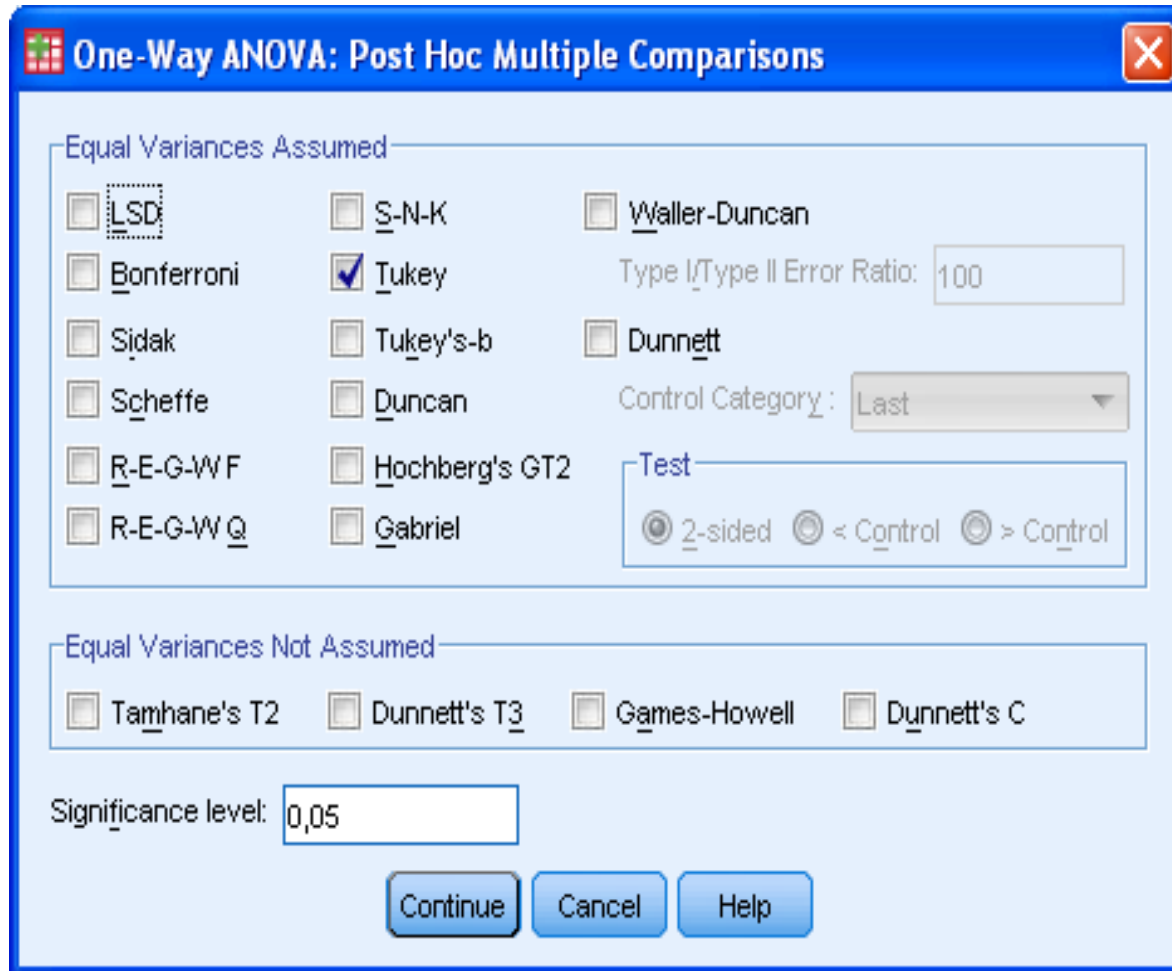 One-Way ANOVA: Post Hoc Multiple Comparisons
Equal Variances Assumed
LSD S-N-K Waller-Duncan
Bonferroni Tukey Type I/Type II Error Ratio: 100
Sidak Tukey's-b Dunnett
Scheffe Duncan Control Category : Last
R-E-G-W F Hochberg's GT2 Test
R-E-G-W Q Gabriel 2-sided < Control > Control
Equal Variances Not Assumed
Tamhane's T2 Dunnett's T3 Games-Howell Dunnett's C
Significance level: 0,05
Continue Cancel Help